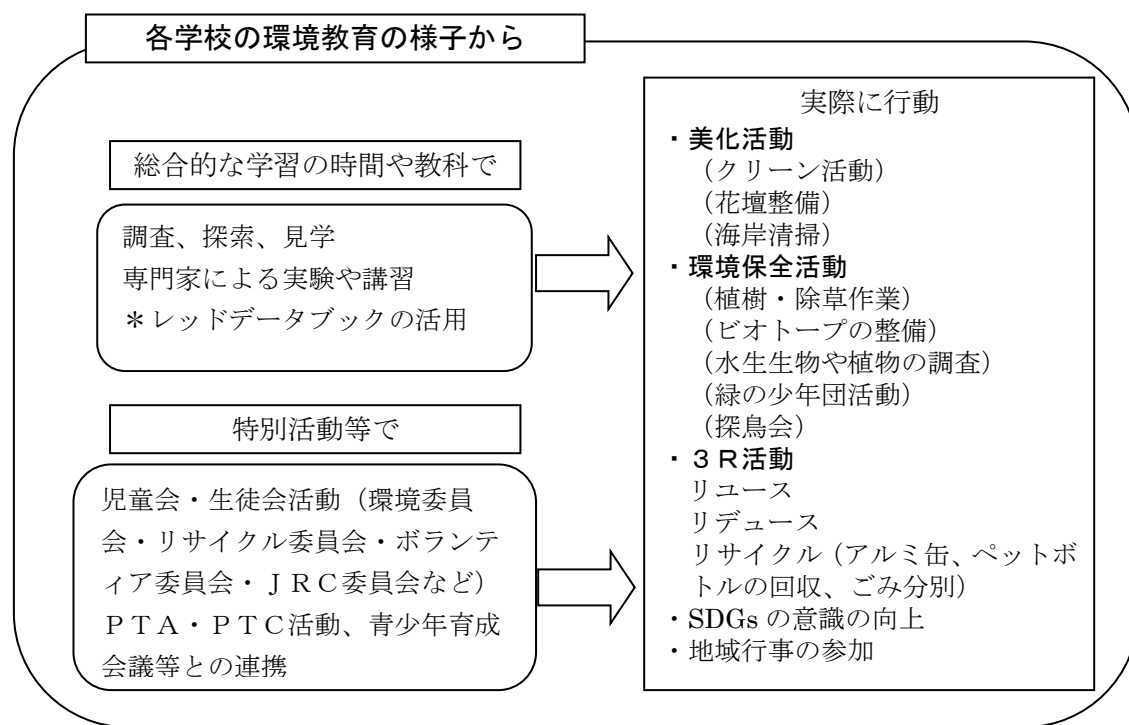 各学校の環境教育の様子から
総合的な学習の時間や教科で
調査、探索、見学
専門家による実験や講習
＊レッドデータブックの活用
特別活動等で
児童会・生徒会活動（環境委員
会・リサイクル委員会・ボランテ
ィア委員会・ＪＲＣ委員会など）
ＰＴＡ・ＰＴＣ活動、青少年育成
会議等との連携
実際に行動
・美化活動
（クリーン活動）
（花壇整備）
（海岸清掃）
・環境保全活動
（植樹・除草作業）
（ビオトープの整備）
（水生生物や植物の調査）
（緑の少年団活動）
（探鳥会）
・３Ｒ活動
リユース
リデュース
リサイクル（アルミ缶、ペットボ
トルの回収、ごみ分別）
・SDGs の意識の向上
・地域行事の参加